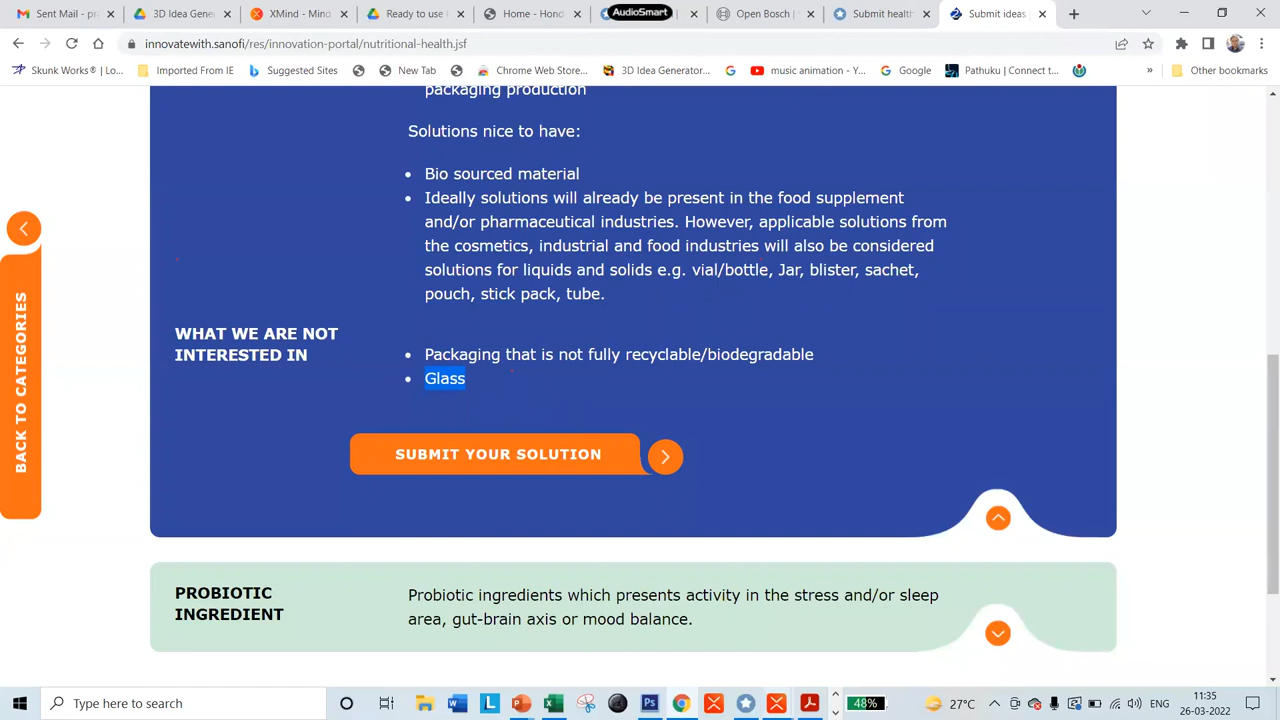 Sent Mail -
3D Ideation
XMind - Mind
Ready to use
Home - Hond
AudioSmart
Open Bosch
Submit health
Submit ideas
innovatewith.sanofi/res/innovation-portal/nutritional-health.jsf
Skunk Works® | Lo...
Imported From IE
Suggested Sites
New Tab
Chrome Web Store...
3D Idea Generator...
music animation - Y...
Google
Pathuku | Connect t...
»
Other bookmarks
packaging production
Solutions nice to have:
• Bio sourced material
• Ideally solutions will already be present in the food supplement
and/or pharmaceutical industries. However, applicable solutions from
the cosmetics, industrial and food industries will also be considered
solutions for liquids and solids e.g. vial/bottle, Jar, blister, sachet,
pouch, stick pack, tube.
BACK TO CATEGORIES
WHAT WE ARE NOT
INTERESTED IN
• Packaging that is not fully recyclable/biodegradable
• Glass
SUBMIT YOUR SOLUTION
PROBIOTIC
INGREDIENT
Probiotic ingredients which presents activity in the stress and/or sleep
area, gut-brain axis or mood balance.
Type here to search
48%
27°C
ENG
11:35
26-03-2022